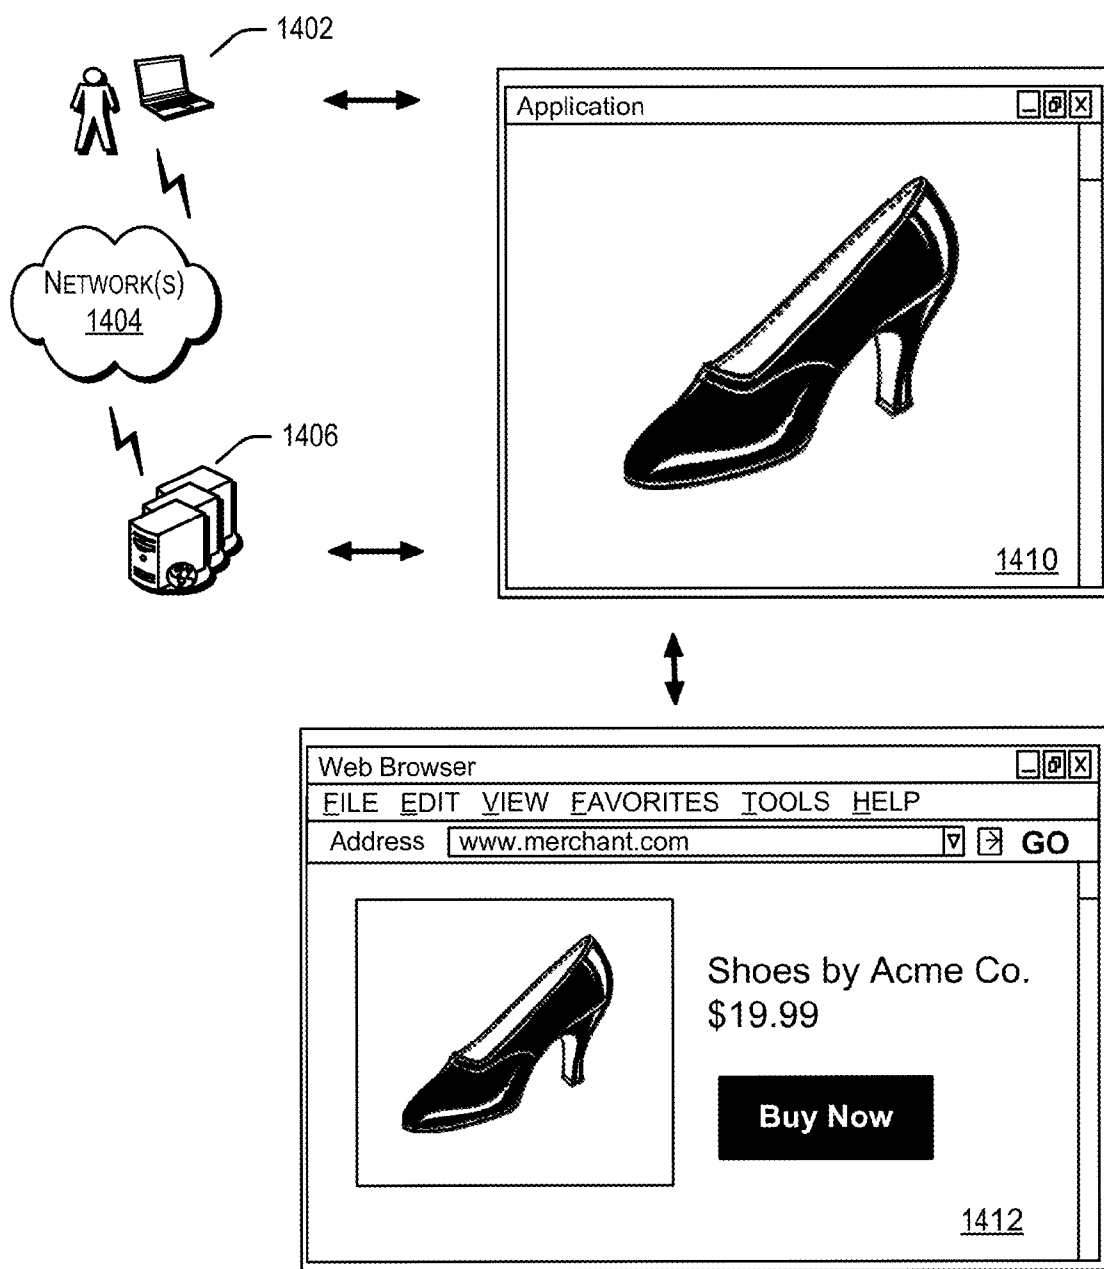 1402
Application
NETWORK(S)
1404
1406
1410
Web Browser
FILE EDIT VIEW FAVORITES TOOLS HELP
Address www.merchant.com GO
Shoes by Acme Co.
$19.99
Buy Now
1412